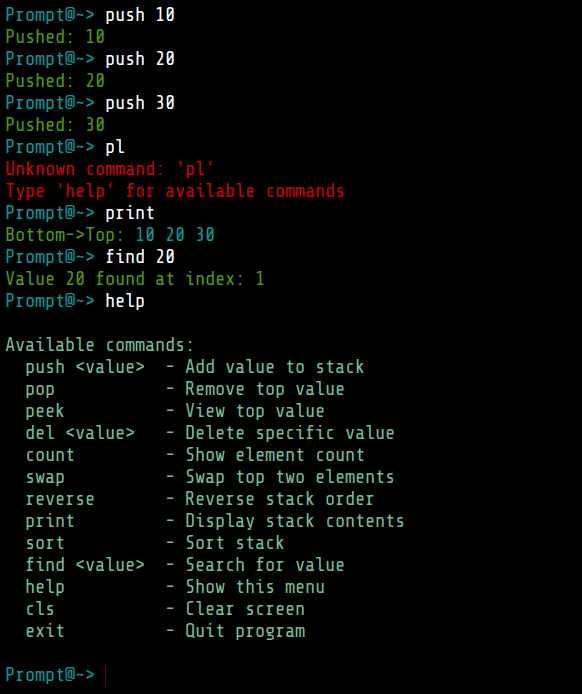 Prompt@~> push 10
Pushed: 10
Prompt@~> push 20
Pushed: 20
Prompt@~> push 30
Pushed: 30
Prompt@~> pl
Unknown command: 'pl'
Type 'help' for available commands
Prompt@~> print
Bottom->Top: 10 20 30
Prompt@~> find 20
Value 20 found at index: 1
Prompt@~> help

Available commands:
  push <value>  - Add value to stack
  pop           - Remove top value
  peek          - View top value
  del <value>   - Delete specific value
  count         - Show element count
  swap          - Swap top two elements
  reverse       - Reverse stack order
  print         - Display stack contents
  sort          - Sort stack
  find <value>  - Search for value
  help          - Show this menu
  cls           - Clear screen
  exit          - Quit program

Prompt@~>